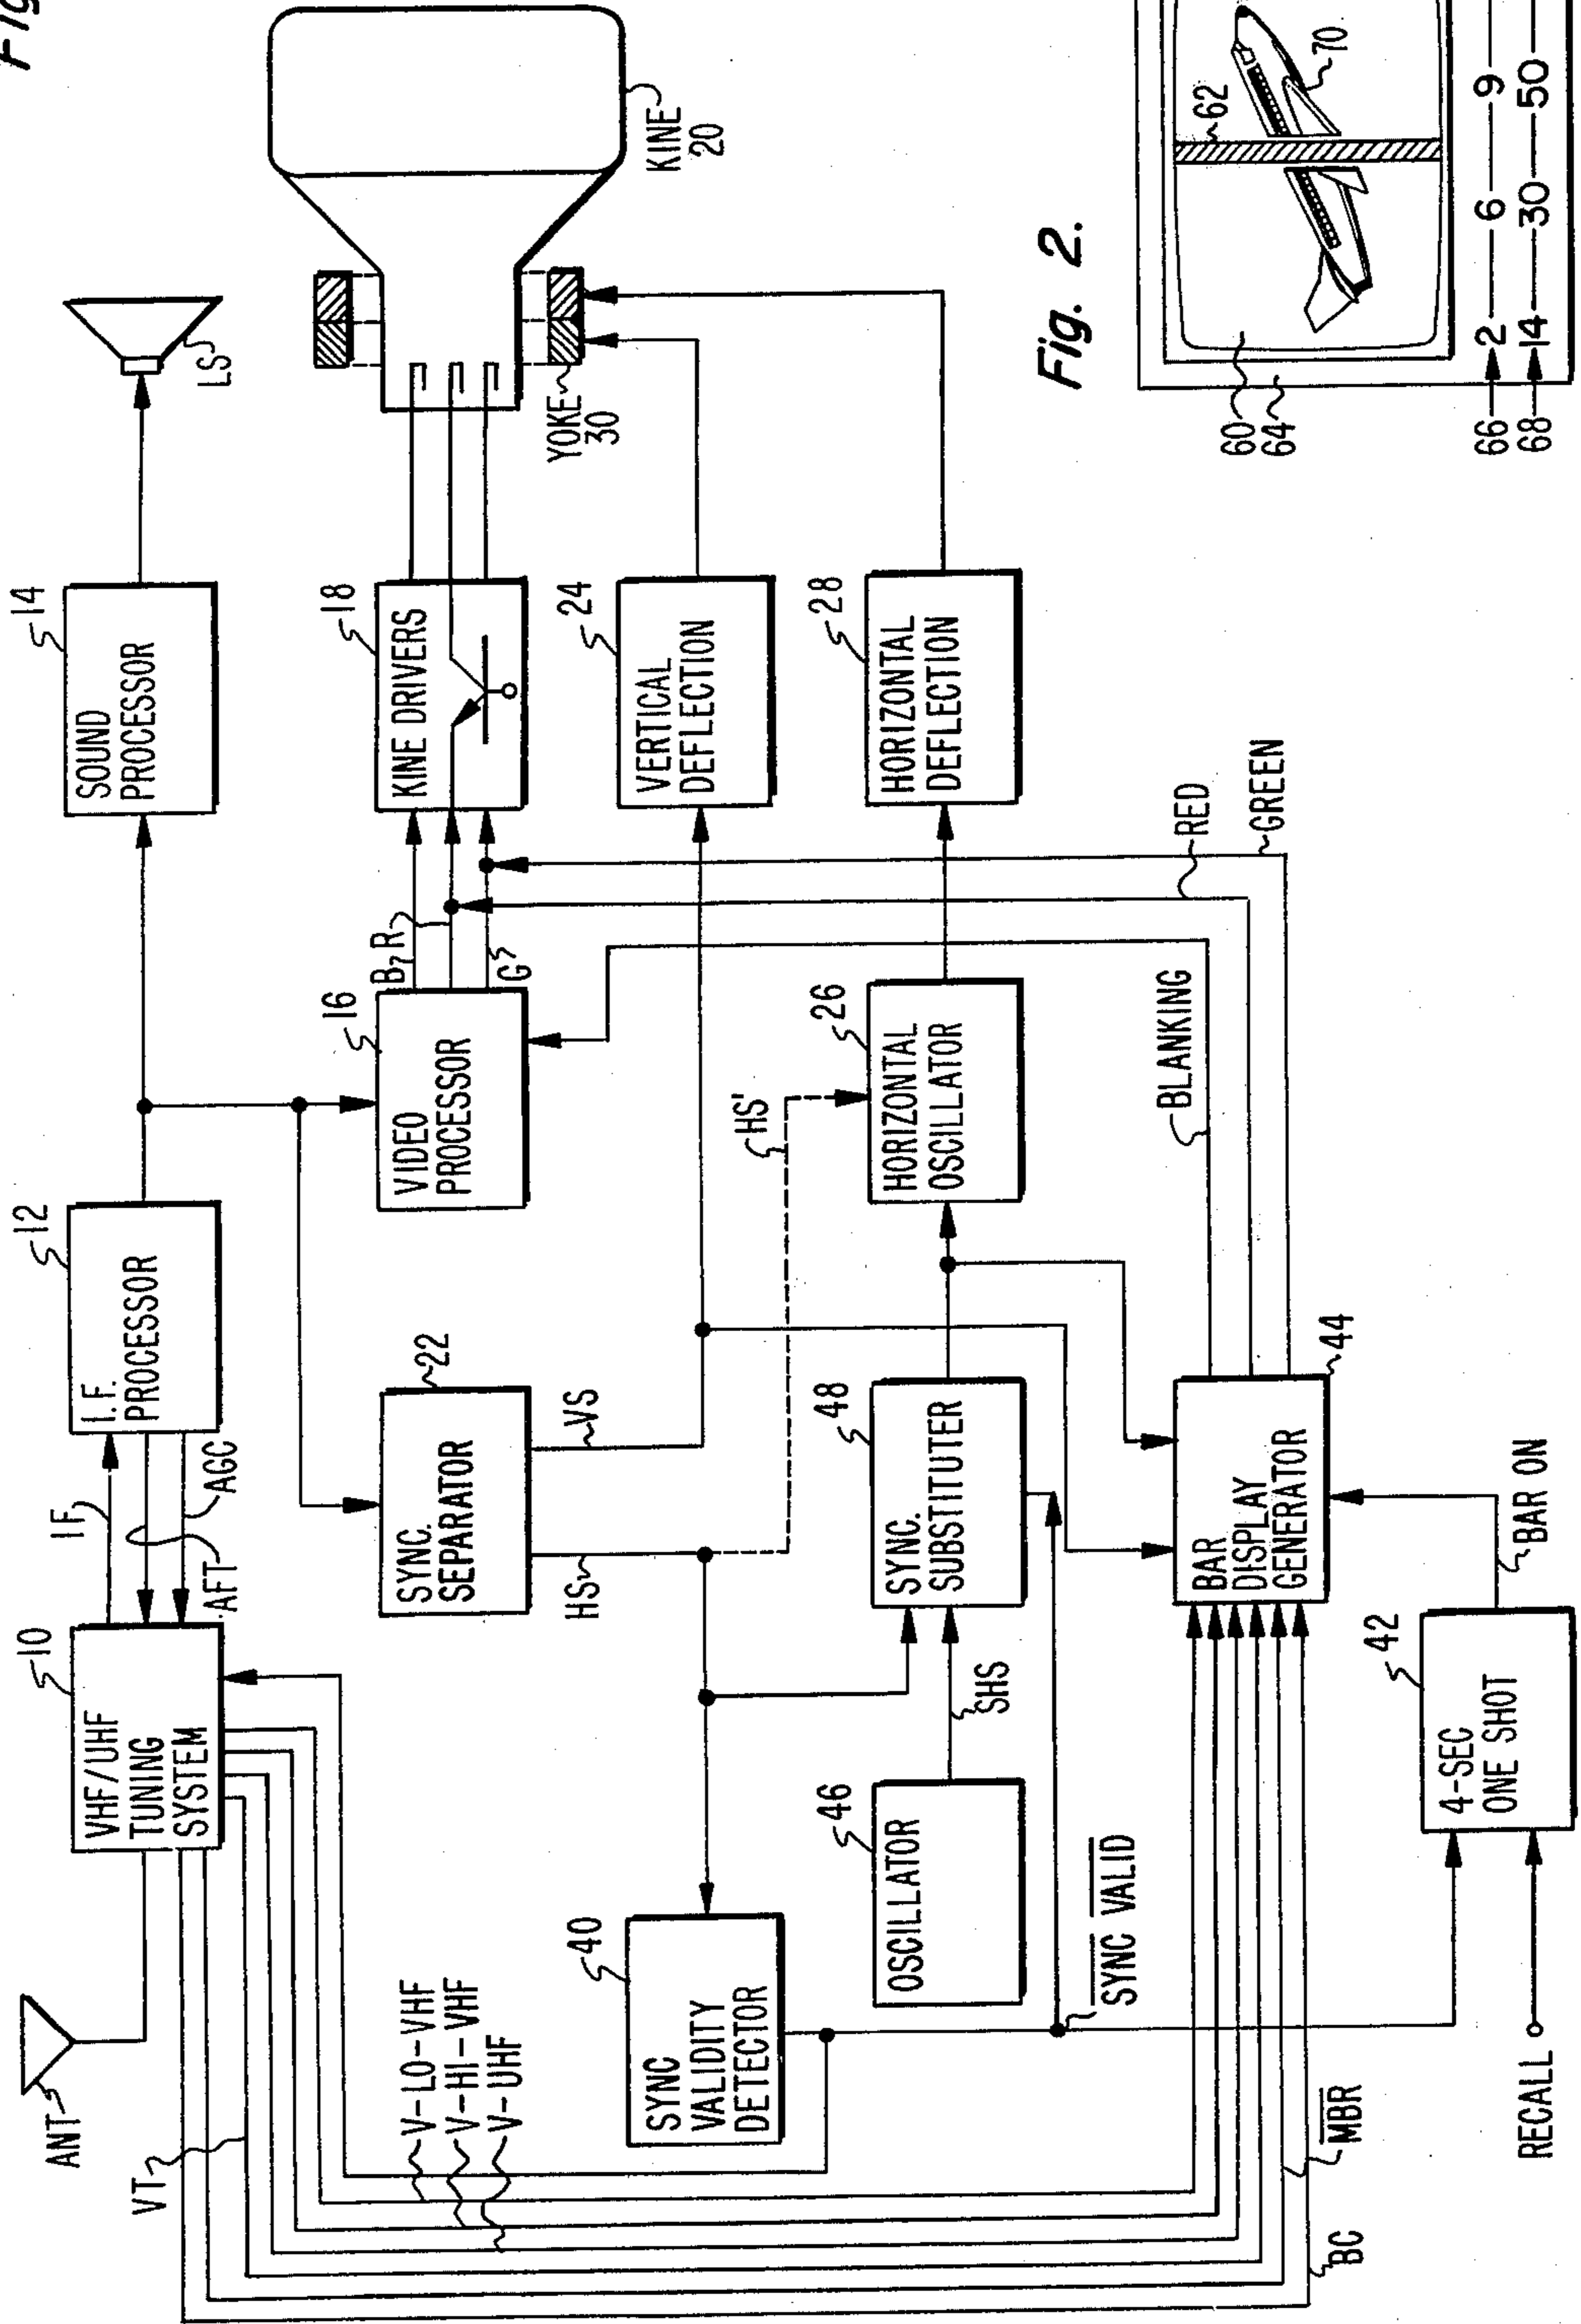 Fig
ANT
VT
VHF/UHF
TUNING
SYSTEM
10
IF
AFT
AGC
I.F.
PROCESSOR
12
SOUND
PROCESSOR
14
LS
VIDEO
PROCESSOR
16
B
R
G
KINE DRIVERS
18
KINE
20
YOKE
30
SYNC.
SEPARATOR
22
HS
VS
HS'
VERTICAL
DEFLECTION
24
V-LO-VHF
V-HI-VHF
V-UHF
SYNC
VALIDITY
DETECTOR
40
OSCILLATOR
46
SHS
SYNC.
SUBSTITUTER
48
HORIZONTAL
OSCILLATOR
26
HORIZONTAL
DEFLECTION
28
SYNC VALID
BLANKING
RED
GREEN
BAR
DISPLAY
GENERATOR
44
MBR
BC
RECALL
4-SEC
ONE SHOT
42
BAR ON
Fig. 2.
60
64
62
70
66 2 6 9
68 14 30 50